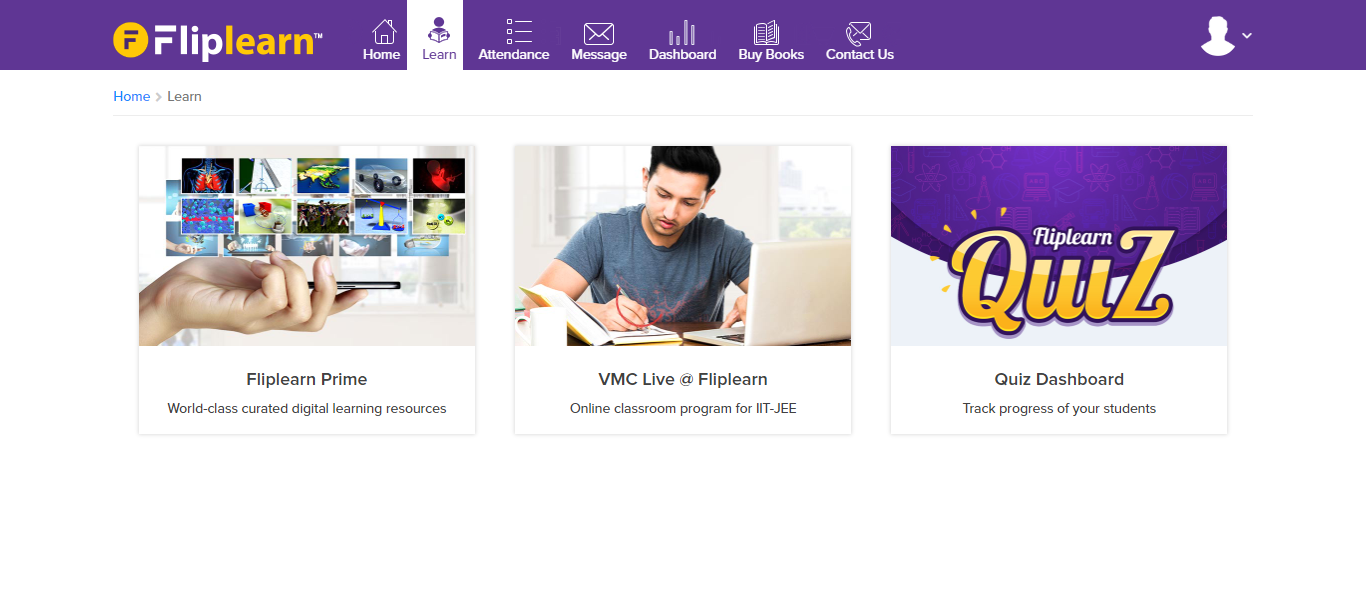 Fliplearn™
Home
Learn
Attendance
Message
Dashboard
Buy Books
Contact Us
Home > Learn
Fliplearn
QuiZ
Fliplearn Prime
World-class curated digital learning resources
VMC Live @ Fliplearn
Online classroom program for IIT-JEE
Quiz Dashboard
Track progress of your students